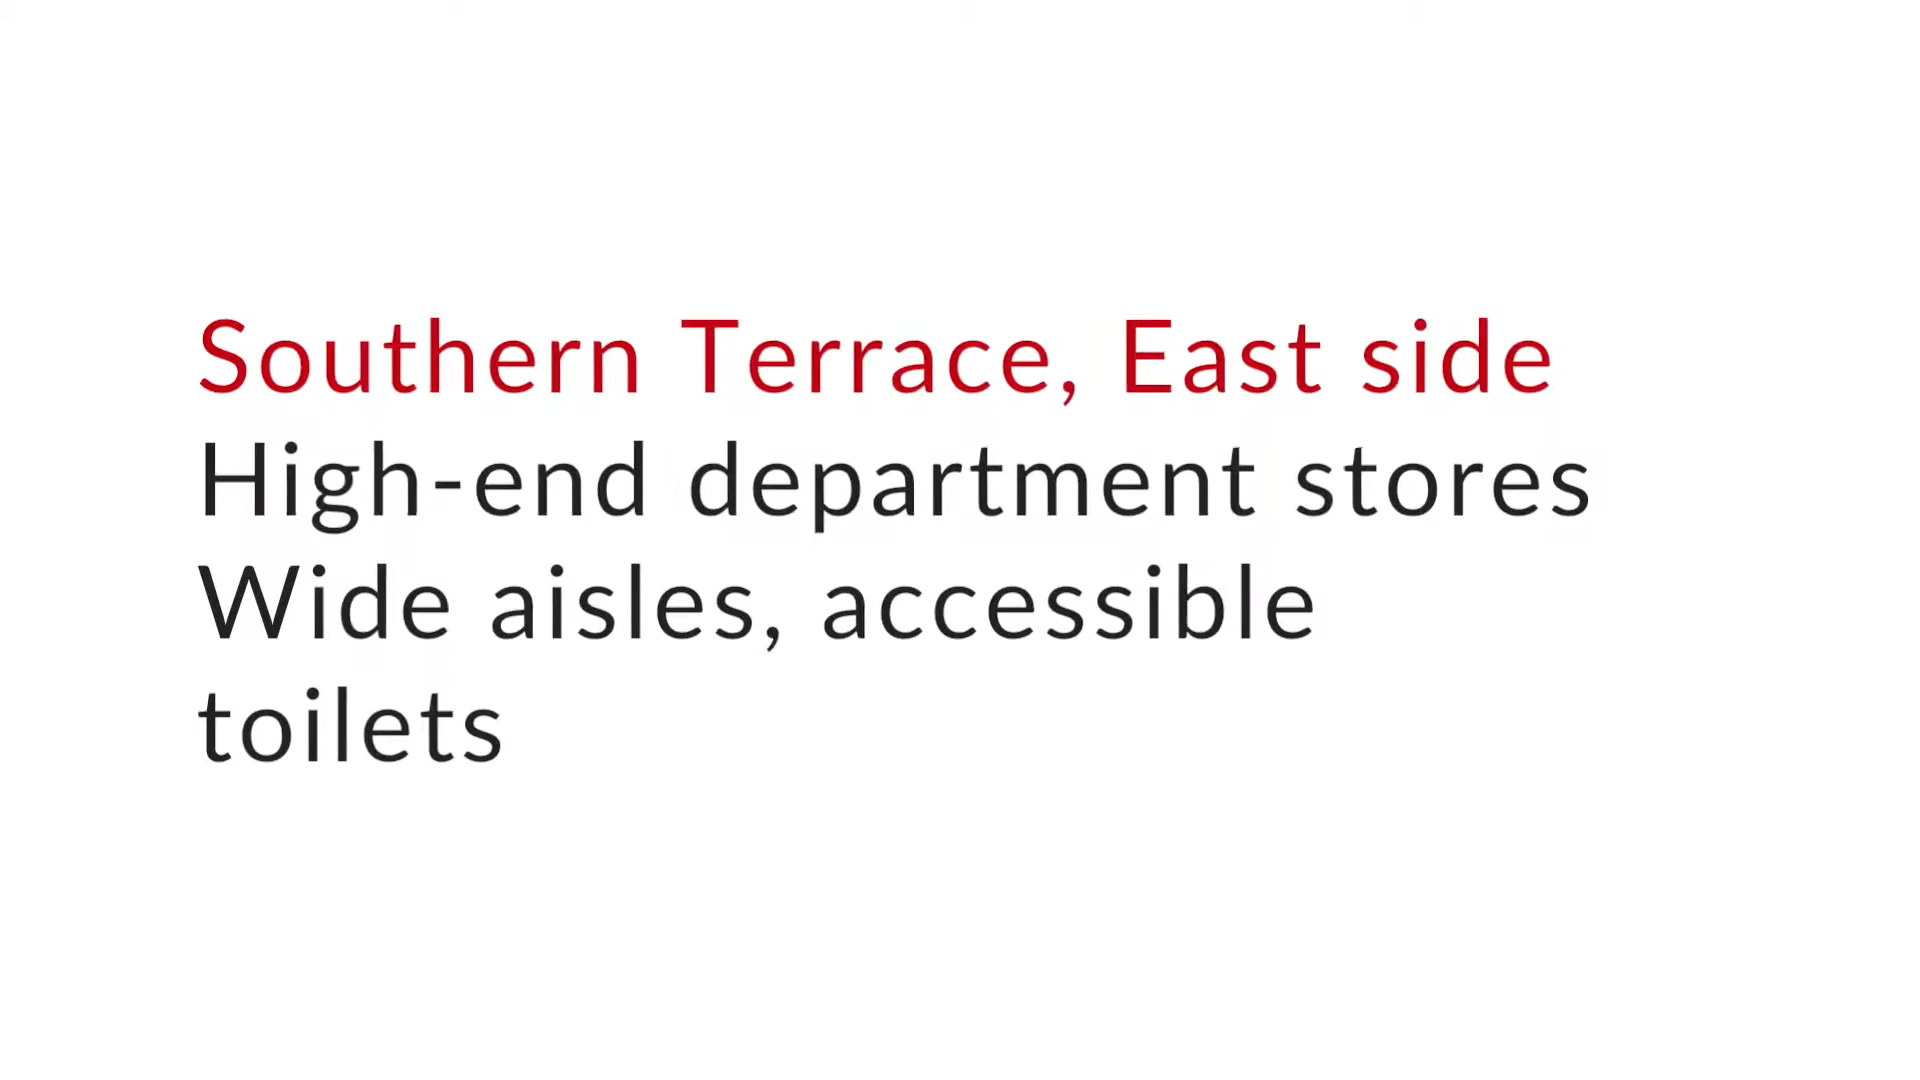 Southern Terrace, East side
High-end department stores
Wide aisles, accessible
toilets